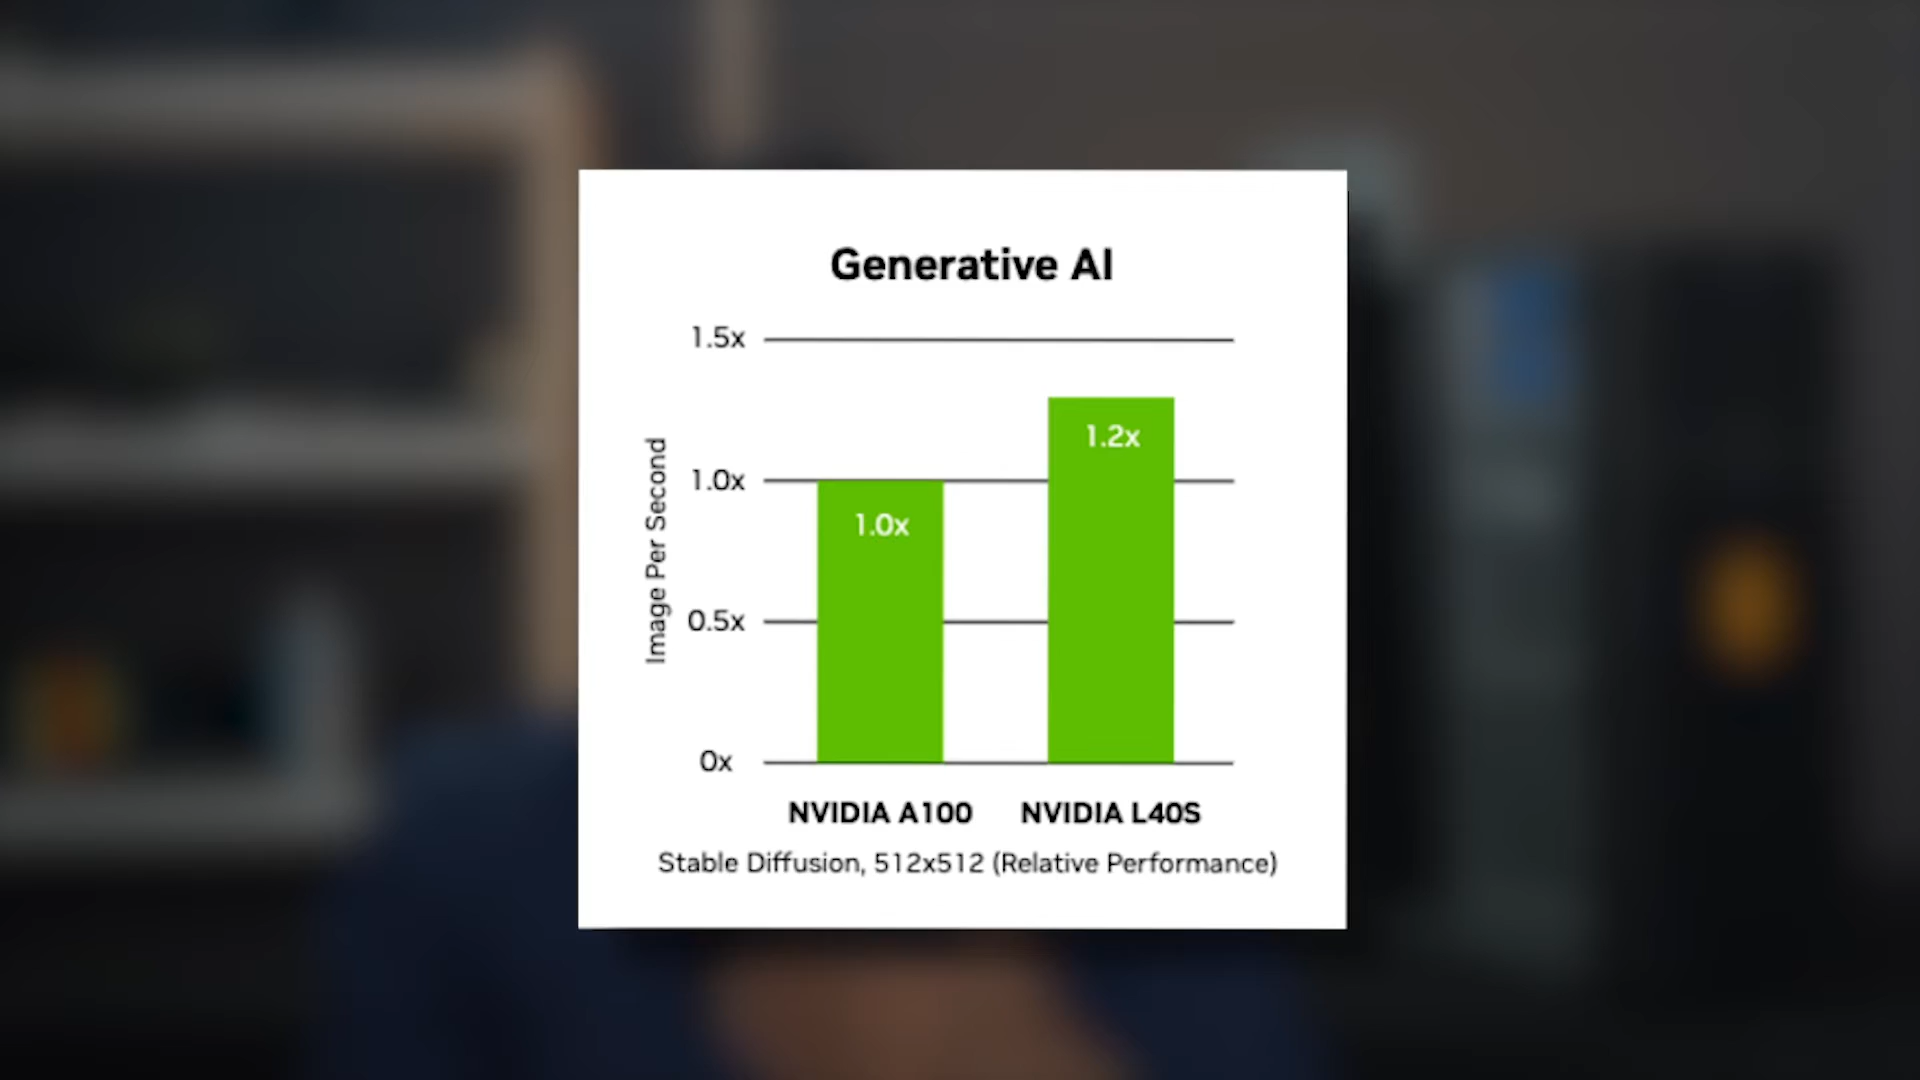 Generative AI
1.5x
1.0x
0.5x
0x
Image Per Second
1.0x
1.2x
NVIDIA A100
NVIDIA L40S
Stable Diffusion, 512x512 (Relative Performance)